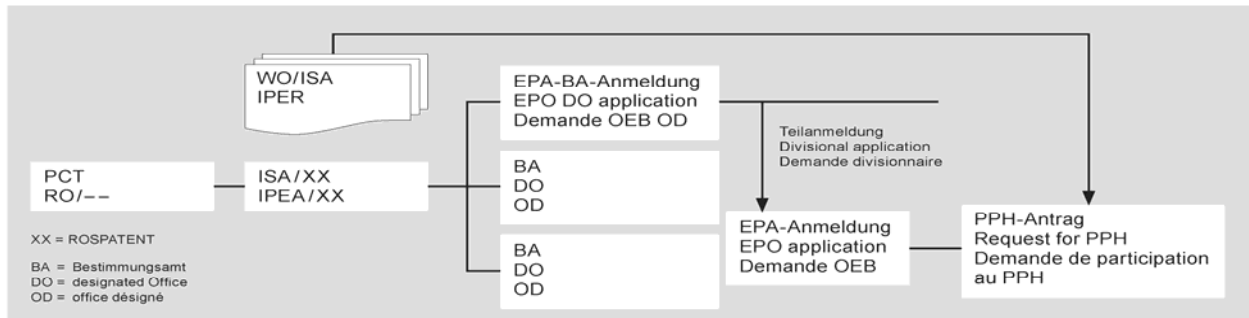 WO/ISA
IPER
EPA-BA-Anmeldung
EPO DO application
Demande OEB OD
Teilanmeldung
Divisional application
Demande divisionnaire
PCT
RO/––
ISA/XX
IPEA/XX
BA
DO
OD
XX = ROSPATENT
BA = Bestimmungsamt
DO = designated Office
OD = office désigné
BA
DO
OD
EPA-Anmeldung
EPO application
Demande OEB
PPH-Antrag
Request for PPH
Demande de participation
au PPH